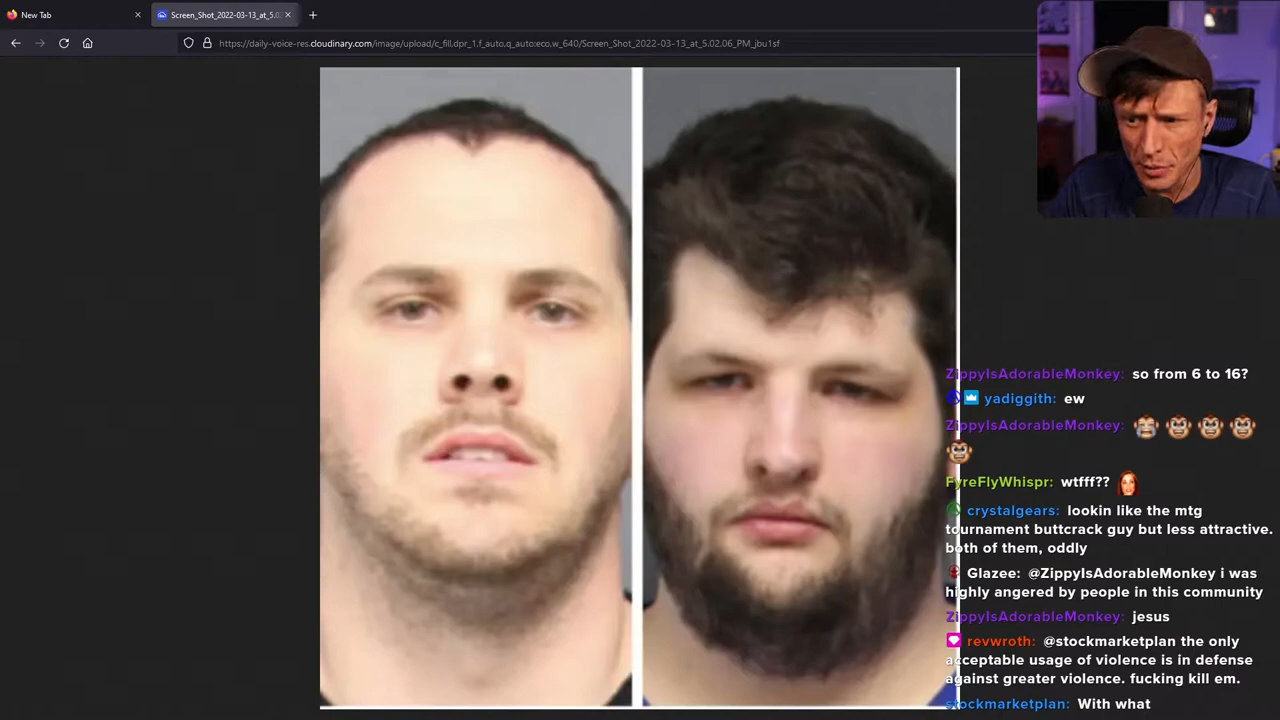 New Tab
Screen_Shot_2022-03-13_at_5.02
https://daily-voice-res.cloudinary.com/image/upload/c_fill,dpr_1,f_auto,q_auto:eco,w_640/Screen_Shot_2022-03-13_at_5.02.06_PM_jbu1sf
ZippyIsAdorableMonkey: so from 6 to 16?
yadiggith: ew
ZippyIsAdorableMonkey:
FyreFlyWhispr: wtfff??
crystalgears: lookin like the mtg
tournament buttcrack guy but less attractive.
both of them, oddly
Glazee: @ZippyIsAdorableMonkey i was
highly angered by people in this community
ZippyIsAdorableMonkey: jesus
revwroth: @stockmarketplan the only
acceptable usage of violence is in defense
against greater violence. fucking kill em.
stockmarketplan: With what